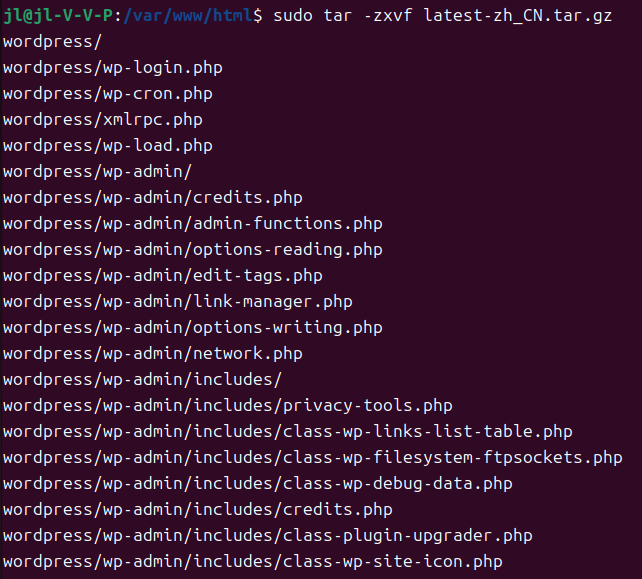 jl@jl-V-V-P:/var/www/html$ sudo tar -zxvf latest-zh_CN.tar.gz
wordpress/
wordpress/wp-login.php
wordpress/wp-cron.php
wordpress/xmlrpc.php
wordpress/wp-load.php
wordpress/wp-admin/
wordpress/wp-admin/credits.php
wordpress/wp-admin/admin-functions.php
wordpress/wp-admin/options-reading.php
wordpress/wp-admin/edit-tags.php
wordpress/wp-admin/link-manager.php
wordpress/wp-admin/options-writing.php
wordpress/wp-admin/network.php
wordpress/wp-admin/includes/
wordpress/wp-admin/includes/privacy-tools.php
wordpress/wp-admin/includes/class-wp-links-list-table.php
wordpress/wp-admin/includes/class-wp-filesystem-ftpsockets.php
wordpress/wp-admin/includes/class-wp-debug-data.php
wordpress/wp-admin/includes/credits.php
wordpress/wp-admin/includes/class-plugin-upgrader.php
wordpress/wp-admin/includes/class-wp-site-icon.php